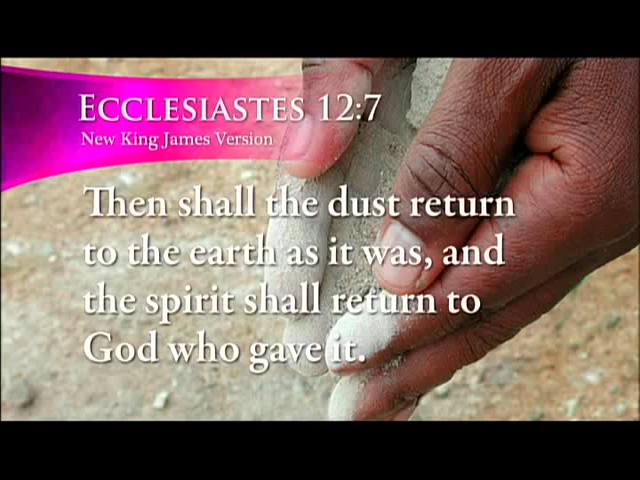 Ecclesiastes 12:7
New King James Version
Then shall the dust return
to the earth as it was, and
the spirit shall return to
God who gave it.